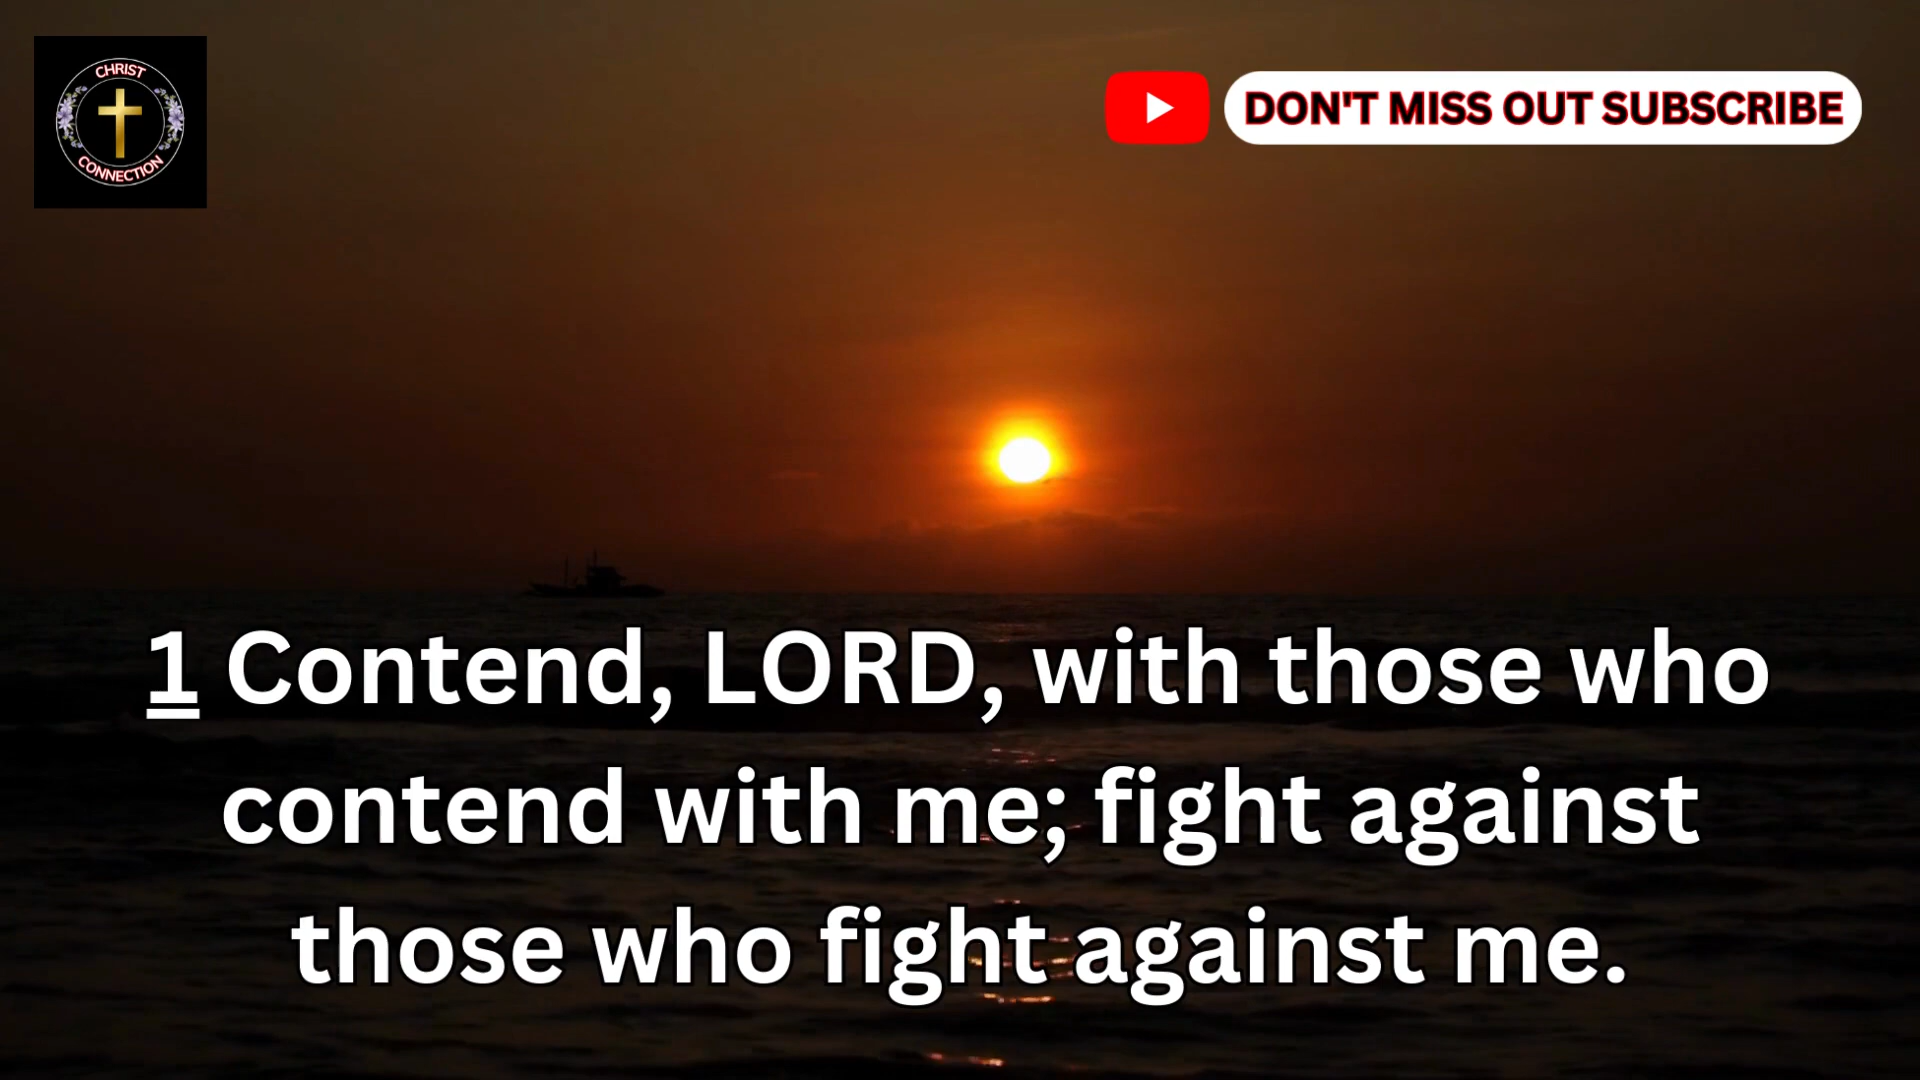 CHRIST
CONNECTION
DON'T MISS OUT SUBSCRIBE
1 Contend, LORD, with those who
contend with me; fight against
those who fight against me.